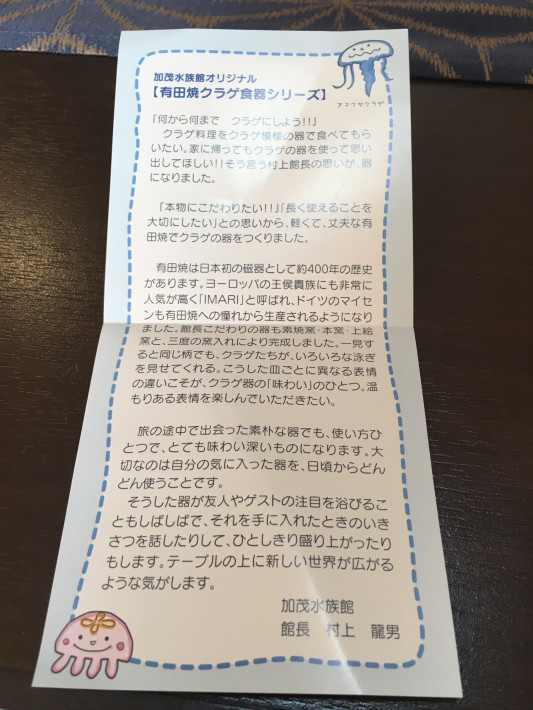 加茂水族館オリジナル
【有田焼クラゲ食器シリーズ】
アマクサクラゲ
「何から何まで　クラゲにしよう!!」
　クラゲ料理をクラゲ模様の器で食べてもら
いたい。家に帰ってもクラゲの器を使って思い
出してほしい!!そう言う村上館長の思いが、器
になりました。
「本物にこだわりたい!!」「長く使えることを
大切にしたい」との思いから、軽くて、丈夫な有
田焼でクラゲの器をつくりました。
　有田焼は日本初の磁器として約400年の歴史
があります。ヨーロッパの王侯貴族にも非常に
人気が高く「IMARI」と呼ばれ、ドイツのマイセ
ンも有田焼への憧れから生産されるようになり
ました。館長こだわりの器も素焼窯・本窯・上絵
窯と、三度の窯入れにより完成しました。一見す
ると同じ柄でも、クラゲたちが、いろいろな泳ぎ
を見せてくれる。こうした皿ごとに異なる表情
の違いこそが、クラゲ器の「味わい」のひとつ。温
もりある表情を楽しんでいただきたい。
　旅の途中で出会った素朴な器でも、使い方ひ
とつで、とても味わい深いものになります。大
切なのは自分の気に入った器を、日頃からどん
どん使うことです。
　そうした器が友人やゲストの注目を浴びるこ
ともしばしばで、それを手に入れたときのいき
さつを話したりして、ひとしきり盛り上がったり
もします。テーブルの上に新しい世界が広がる
ような気がします。
加茂水族館
館長　村上　龍男